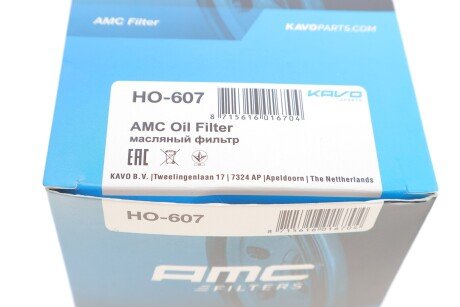 AMC Filter
KAVOPARTS.COM
HO-607
8 715616 016704
KAVO
AMC Oil Filter
масляный фильтр
EAC
KAVO B.V. |Tweelingenlaan 17 | 7324 AP |Apeldoorn | The Netherlands
HO-607
AMC
FILTERS